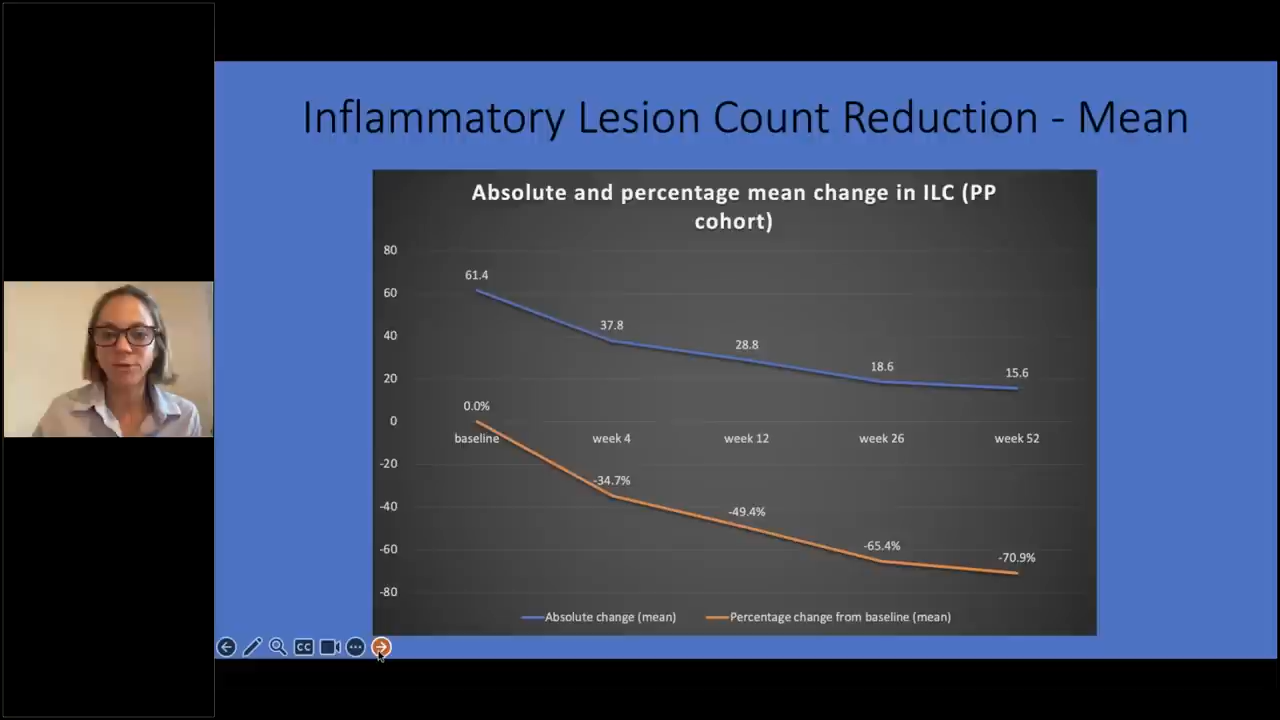 Inflammatory Lesion Count Reduction - Mean
Absolute and percentage mean change in ILC (PP
cohort)
80
60
40
20
0
-20
-40
-60
-80
61.4
37.8
28.8
18.6
15.6
0.0%
baseline
week 4
week 12
week 26
week 52
-34.7%
-49.4%
-65.4%
-70.9%
Absolute change (mean)
Percentage change from baseline (mean)
CC